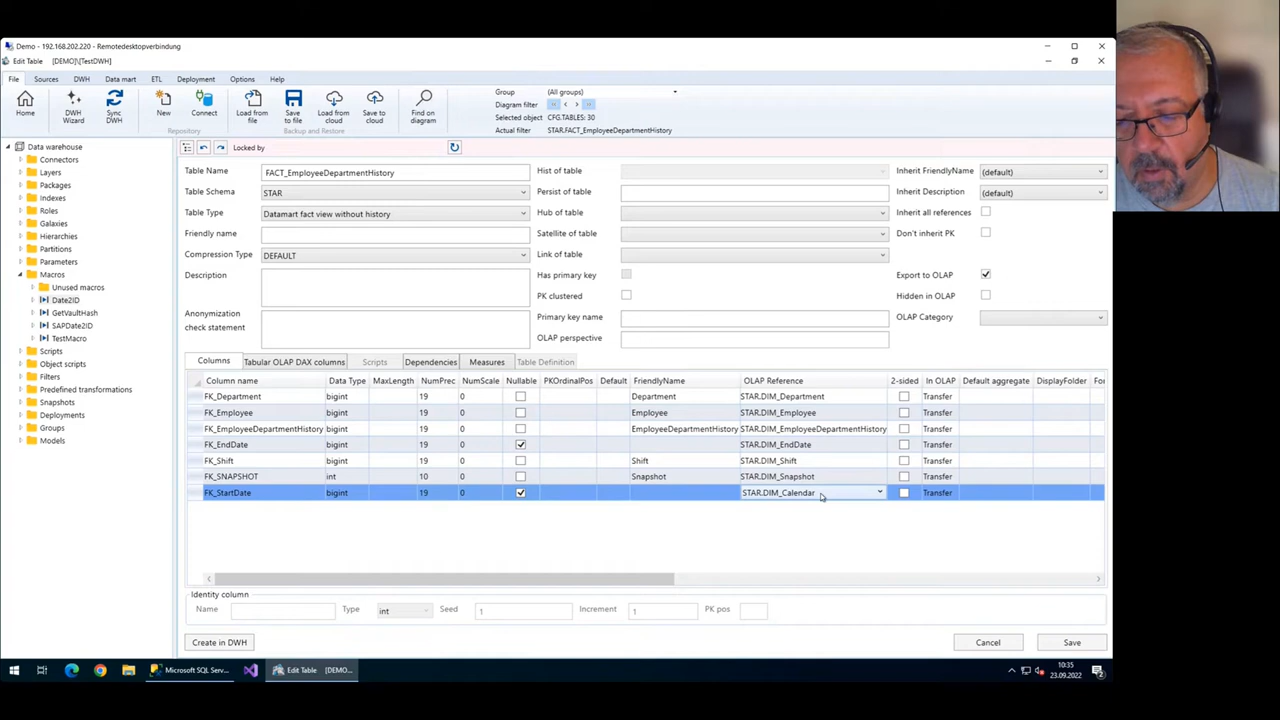 Demo - 192.168.202.220 - Remotedesktopverbindung
Edit Table [DEMO]\[TestDWH]
File Sources DWH Data mart ETL Deployment Options Help
Home
DWH Wizard
Sync DWH
New
Connect
Load from file
Save to file
Load from cloud
Save to cloud
Find on diagram
Repository
Backup and Restore
Group (All groups)
Diagram filter
Selected object CFG.TABLES: 30
Actual filter STAR.FACT_EmployeeDepartmentHistory
Data warehouse
Connectors
Layers
Packages
Indexes
Roles
Galaxies
Hierarchies
Partitions
Parameters
Macros
Unused macros
Date2ID
GetVaultHash
SAPDate2ID
TestMacro
Scripts
Object scripts
Filters
Predefined transformations
Snapshots
Deployments
Groups
Models
Locked by
Table Name FACT_EmployeeDepartmentHistory
Table Schema STAR
Table Type Datamart fact view without history
Friendly name
Compression Type DEFAULT
Description
Anonymization check statement
Hist of table
Persist of table
Hub of table
Satellite of table
Link of table
Has primary key
PK clustered
Primary key name
OLAP perspective
Inherit FriendlyName (default)
Inherit Description (default)
Inherit all references
Don't inherit PK
Export to OLAP
Hidden in OLAP
OLAP Category
Columns Tabular OLAP DAX columns Scripts Dependencies Measures Table Definition
Column name Data Type MaxLength NumPrec NumScale Nullable PKOrdinalPos Default FriendlyName OLAP Reference 2-sided In OLAP Default aggregate DisplayFolder For
FK_Department bigint 19 0 Department STAR.DIM_Department Transfer
FK_Employee bigint 19 0 Employee STAR.DIM_Employee Transfer
FK_EmployeeDepartmentHistory bigint 19 0 EmployeeDepartmentHistory STAR.DIM_EmployeeDepartmentHistory Transfer
FK_EndDate bigint 19 0 STAR.DIM_EndDate Transfer
FK_Shift bigint 19 0 Shift STAR.DIM_Shift Transfer
FK_SNAPSHOT int 10 0 Snapshot STAR.DIM_Snapshot Transfer
FK_StartDate bigint 19 0 STAR.DIM_Calendar Transfer
Identity column
Name Type int Seed 1 Increment 1 PK pos
Create in DWH Cancel Save
Microsoft SQL Serv... Edit Table [DEMO... 10:35
23.09.2022